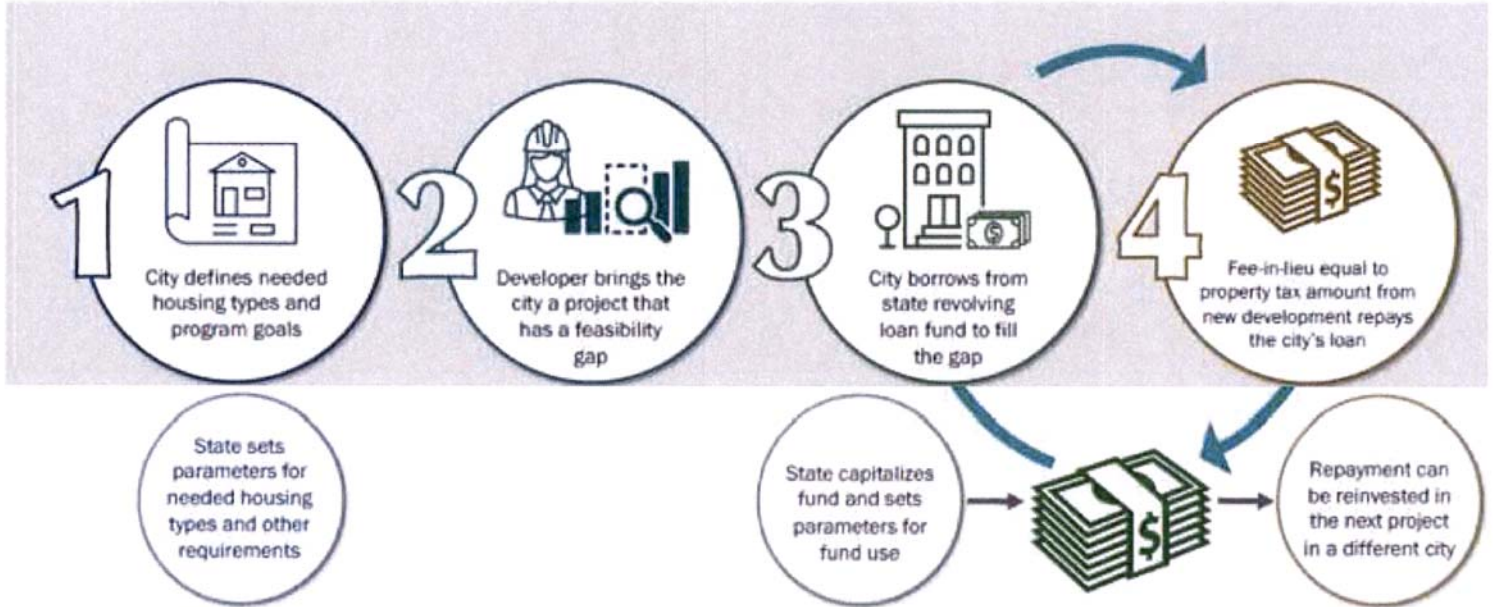 1
City defines needed
housing types and
program goals
2
Developer brings the
city a project that
has a feasibility
gap
3
City borrows from
state revolving
loan fund to fill
the gap
4
Fee-in-lieu equal to
property tax amount from
new development repays
the city's loan
State sets
parameters for
needed housing
types and other
requirements
State capitalizes
fund and sets
parameters for
fund use
Repayment can
be reinvested in
the next project
in a different city
$
$
$